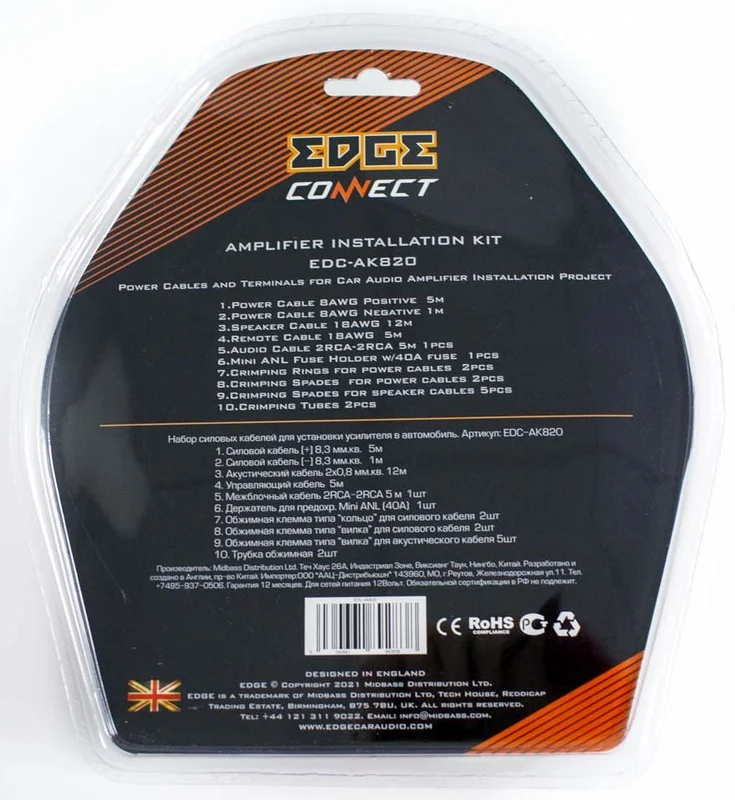 EDGE
CONNECT
AMPLIFIER INSTALLATION KIT
EDC-AK820
POWER CABLES AND TERMINALS FOR CAR AUDIO AMPLIFIER INSTALLATION PROJECT
1.POWER CABLE 8AWG POSITIVE 5M
2.POWER CABLE 8AWG NEGATIVE 1M
3.SPEAKER CABLE 18AWG 12M
4.REMOTE CABLE 18AWG 5M
5.AUDIO CABLE 2RCA-2RCA 5M 1PCS
6.MINI ANL FUSE HOLDER W/40A FUSE 1PCS
7.CRIMPING RINGS FOR POWER CABLES 2PCS
8.CRIMPING SPADES FOR POWER CABLES 2PCS
9.CRIMPING SPADES FOR SPEAKER CABLES 5PCS
10.CRIMPING TUBES 2PCS
Набор силовых кабелей для установки усилителя в автомобиль. Артикул: EDC-AK820
1. Силовой кабель (+) 8,3 мм.кв. 5м
2. Силовой кабель (-) 8,3 мм.кв. 1м
3. Акустический кабель 2x0,8 мм.кв. 12м
4. Управляющий кабель 5м
5. Межблочный кабель 2RCA-2RCA 5 м 1шт
6. Держатель для предохр. Mini ANL (40A) 1шт
7. Обжимная клемма типа "кольцо" для силового кабеля 2шт
8. Обжимная клемма типа "вилка" для силового кабеля 2шт
9. Обжимная клемма типа "вилка" для акустического кабеля 5шт
10. Трубка обжимная 2шт
Производитель: Midbass Distribution Ltd. Теч Хаус 26А, Индастриал Зоне, Виксианг Таун, Нингбо, Китай. Разработано и
создано в Англии, пр-во Китай. Импортер:ООО "ААЦ-Дистрибьюшн" 143960, МО, г.Реутов, Железнодорожная ул.11. Тел.
+7495-937-0506. Гарантия 12 месяцев. Для сети питания 12Вольт. Обязательной сертификации в РФ не подлежит.
CE RoHS
COMPLIANCE
DESIGNED IN ENGLAND
EDGE © COPYRIGHT 2021 MIDBASS DISTRIBUTION LTD.
EDGE IS A TRADEMARK OF MIDBASS DISTRIBUTION LTD, TECH HOUSE, REDDICAP
TRADING ESTATE, BIRMINGHAM, B75 7BU, UK. ALL RIGHTS RESERVED.
TEL: +44 121 311 9022. EMAIL: INFO@MIDBASS.COM
WWW.EDGECARAUDIO.COM